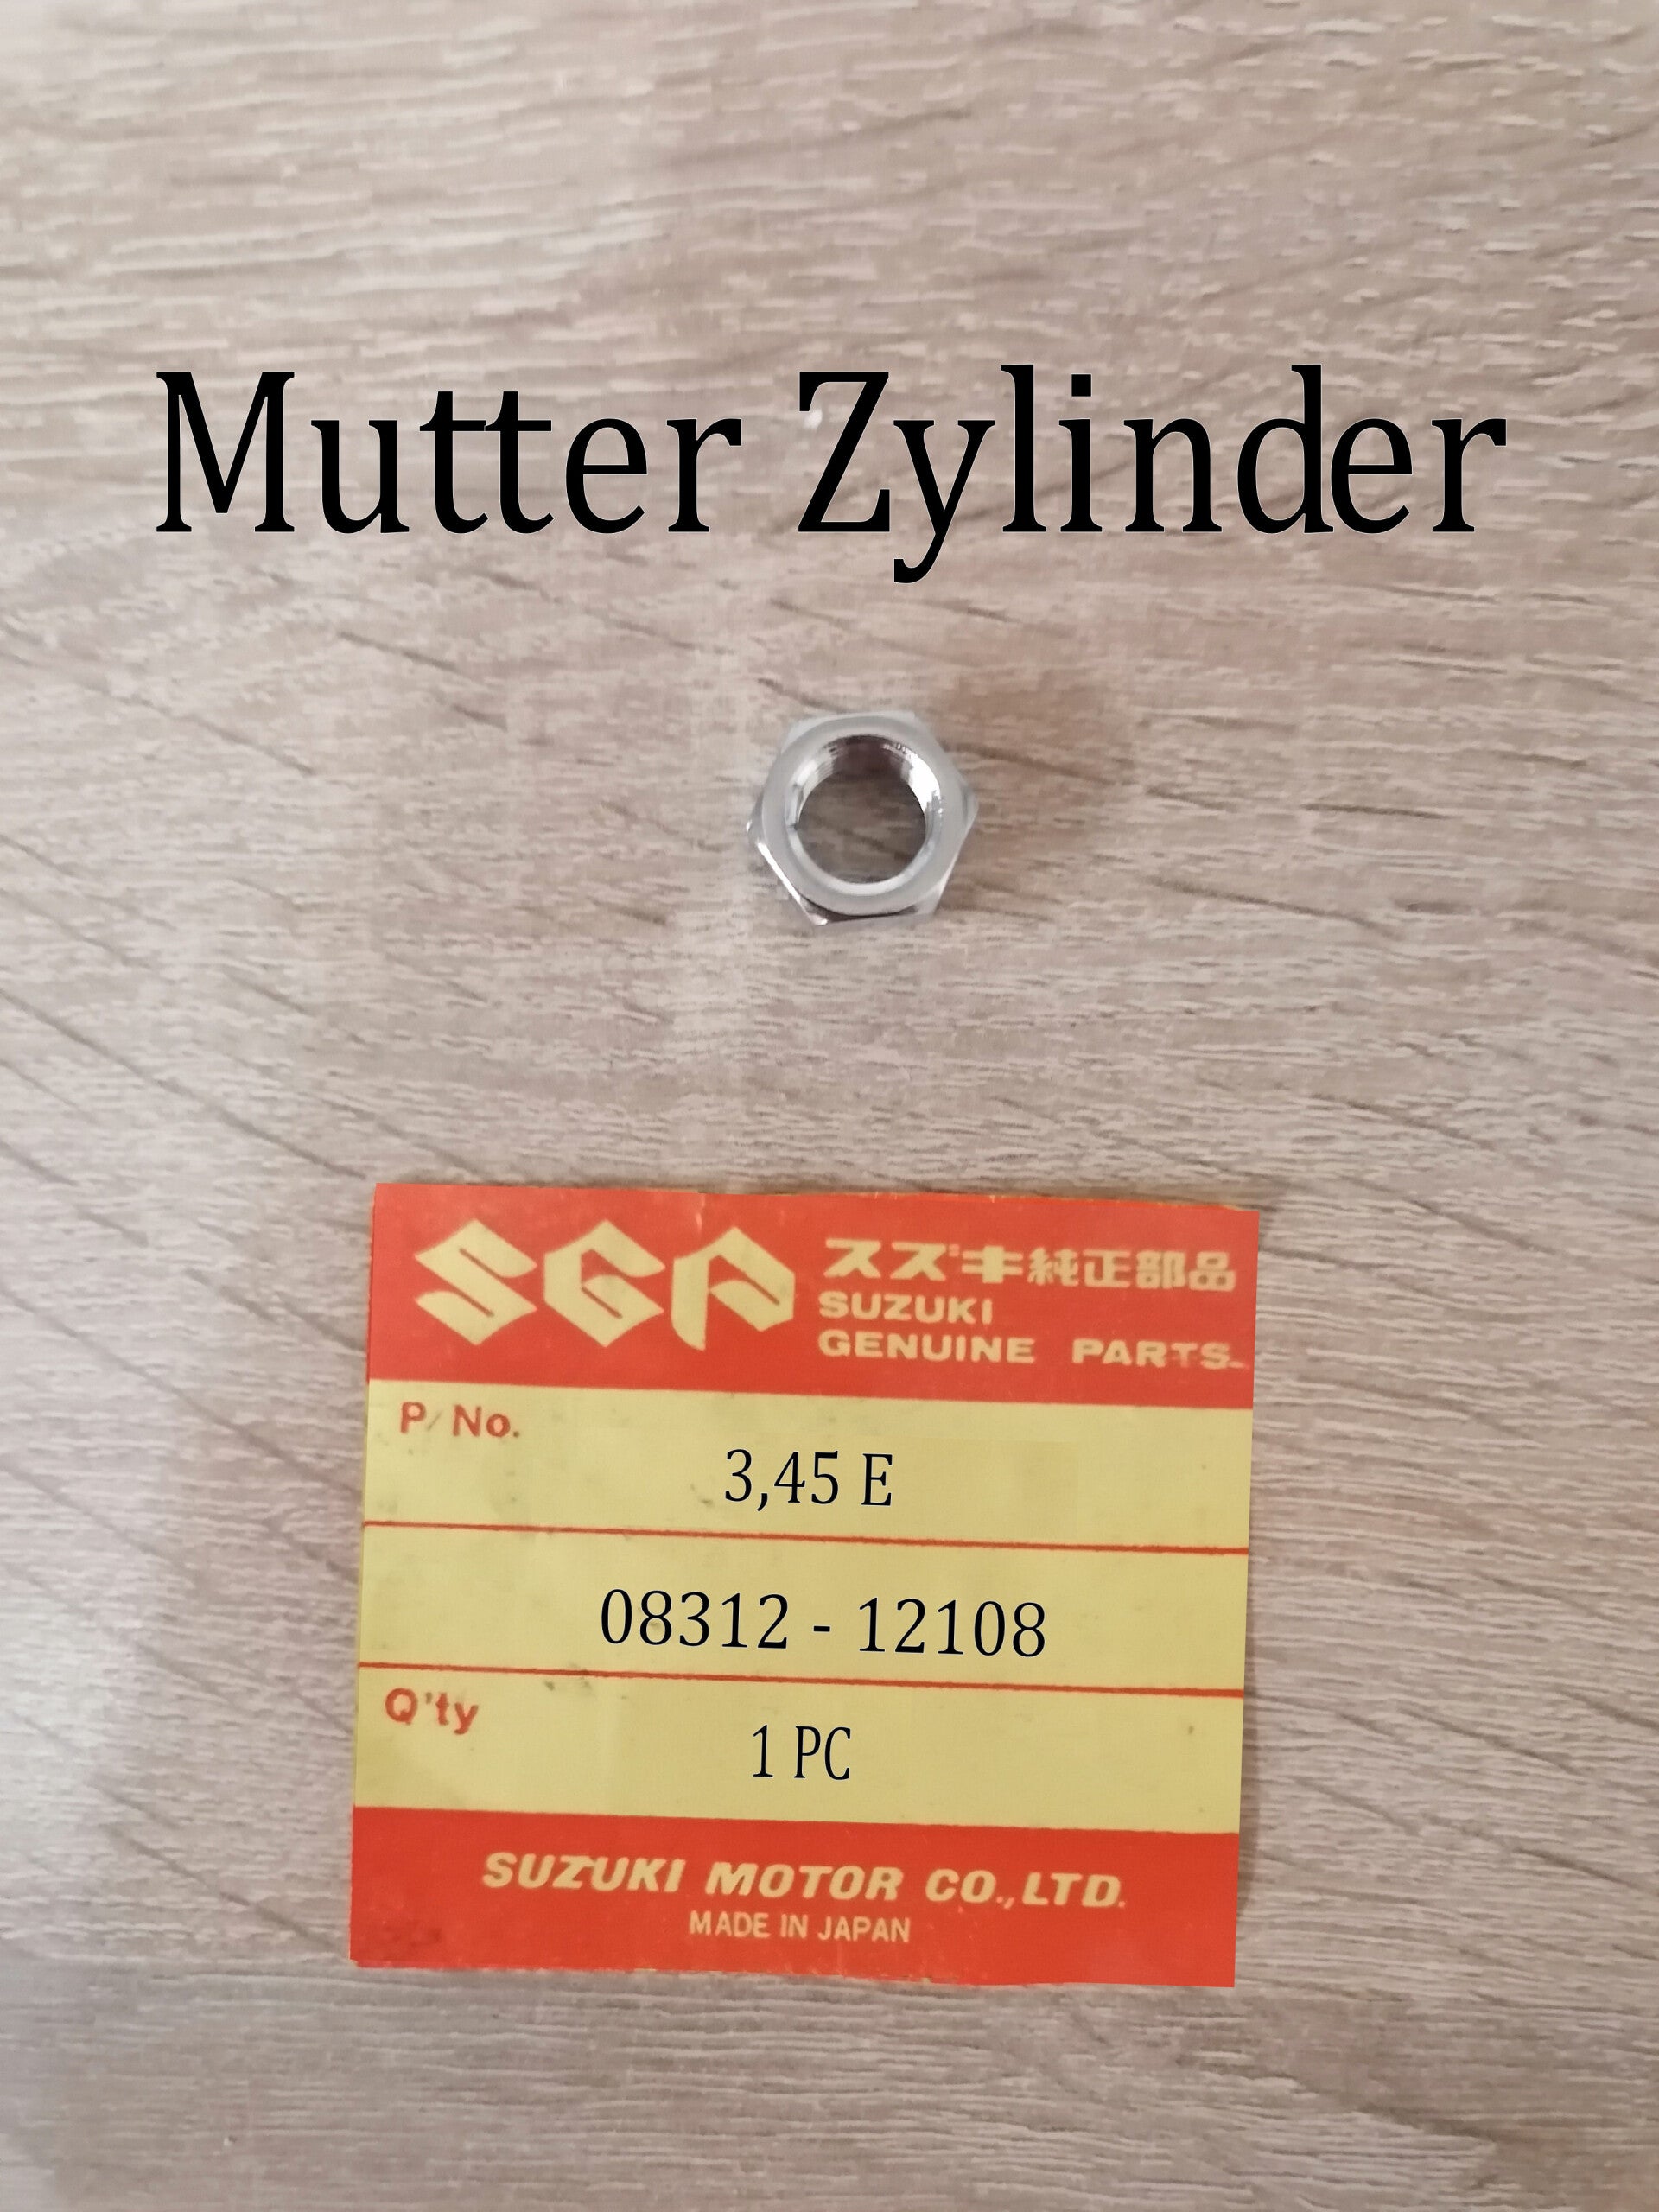 Mutter Zylinder
SGP スズキ純正部品
SUZUKI
GENUINE PARTS
P/No.
3,45 E
08312 - 12108
Q'ty
1 PC
SUZUKI MOTOR CO.,LTD.
MADE IN JAPAN